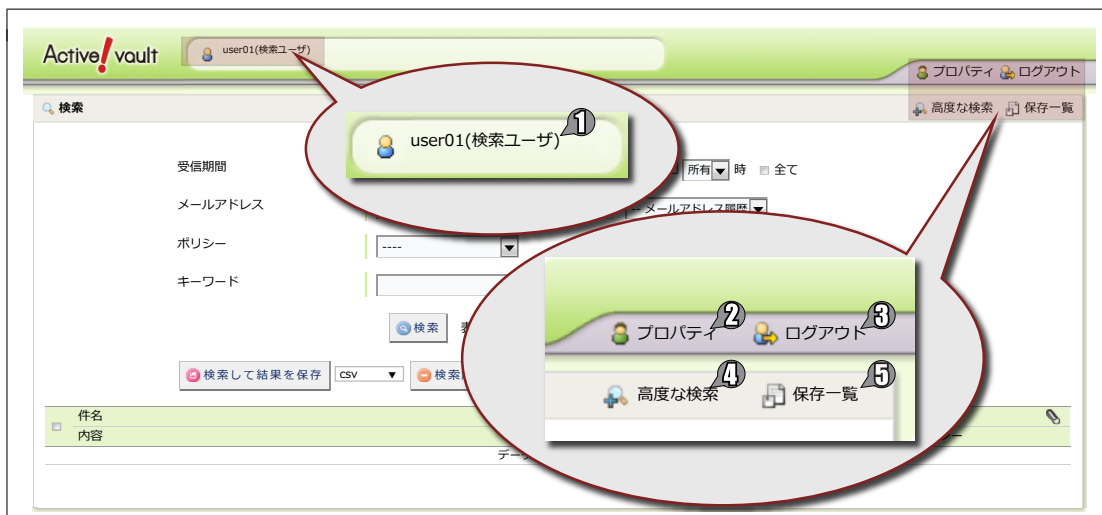 Active! vault
user01(検索ユーザ)
プロパティ ログアウト
検索
高度な検索 保存一覧
user01(検索ユーザ) 1
受信期間
所有 時 全て
メールアドレス
-- メールアドレス履歴
ポリシー
----
キーワード
検索
プロパティ 2 ログアウト 3
検索して結果を保存 csv 検索
高度な検索 4 保存一覧 5
件名
内容
デー